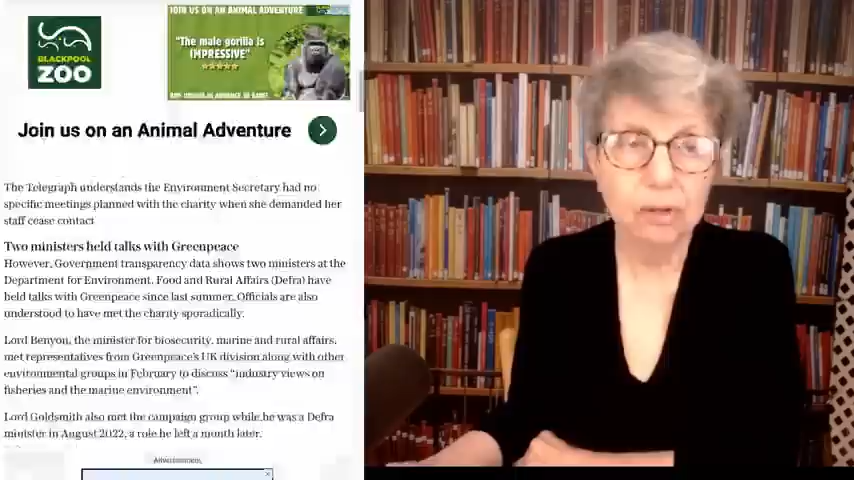 JOIN US ON AN ANIMAL ADVENTURE
"The male gorilla is
IMPRESSIVE"
BLACKPOOL
ZOO
Join us on an Animal Adventure
The Telegraph understands the Environment Secretary had no
specific meetings planned with the charity when she demanded her
staff cease contact
Two ministers held talks with Greenpeace
However, Government transparency data shows two ministers at the
Department for Environment, Food and Rural Affairs (Defra) have
held talks with Greenpeace since last summer. Officials are also
understood to have met the charity sporadically.
Lord Benyon, the minister for biosecurity, marine and rural affairs,
met representatives from Greenpeace's UK division along with other
environmental groups in February to discuss "industry views on
fisheries and the marine environment".
Lord Goldsmith also met the campaign group while he was a Defra
minister in August 2022, a role he left a month later.
Advertisement